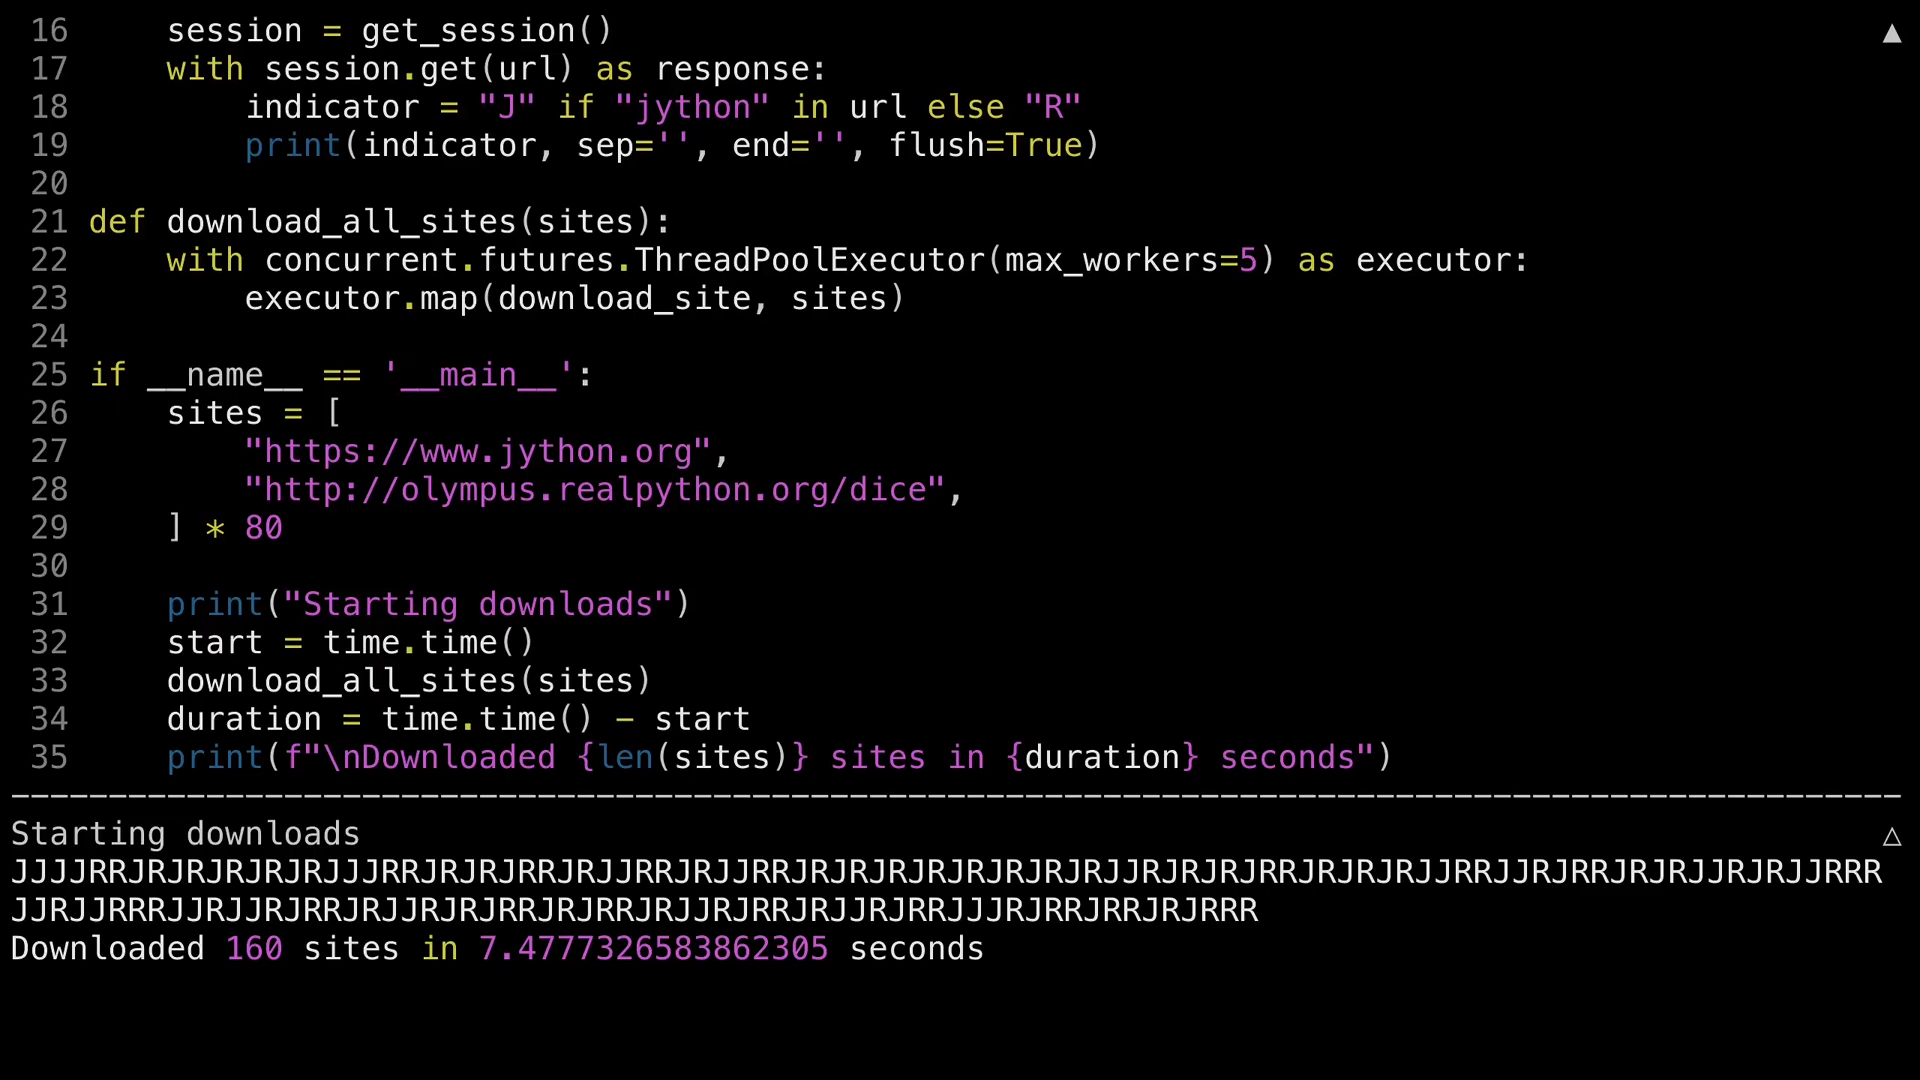 16     session = get_session()
17     with session.get(url) as response:
18         indicator = "J" if "jython" in url else "R"
19         print(indicator, sep='', end='', flush=True)
20
21 def download_all_sites(sites):
22     with concurrent.futures.ThreadPoolExecutor(max_workers=5) as executor:
23         executor.map(download_site, sites)
24
25 if __name__ == '__main__':
26     sites = [
27         "https://www.jython.org",
28         "http://olympus.realpython.org/dice",
29     ] * 80
30
31     print("Starting downloads")
32     start = time.time()
33     download_all_sites(sites)
34     duration = time.time() - start
35     print(f"\nDownloaded {len(sites)} sites in {duration} seconds")
Starting downloads
JJJJRRJRJRJRJRJRJJJRRJRJRJRRJRJJRRJRJJRRJRJRJRJRJRJRJRJRJJRJRJRJRRJRJRJRJJRRJJRJRRJRJRJJRJRJJRRR
JJRJJRRRJJRJJRJRRJRJJRJRJRRJRJRRJRJJRJRRJRJJRJRRJJJRJRRJRRJRJRRR
Downloaded 160 sites in 7.4777326583862305 seconds